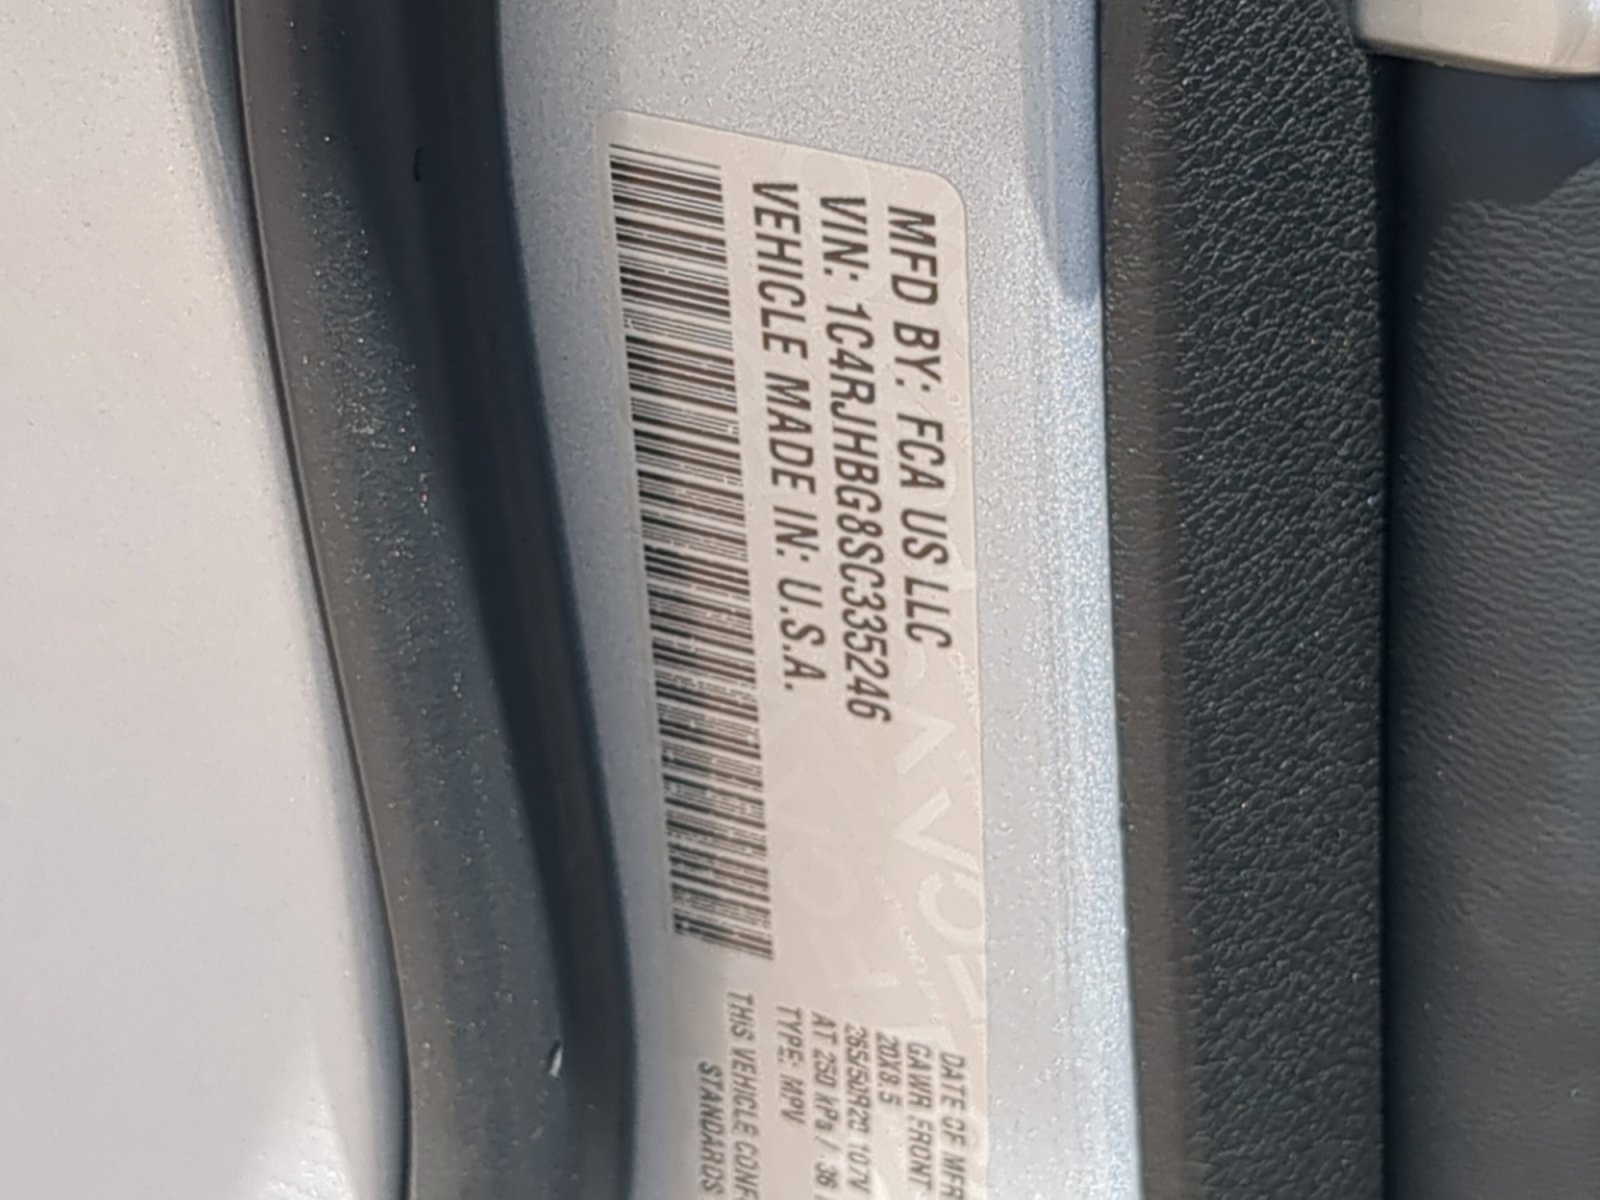 MFD BY: FCA US LLC
VIN: 1C4RJHBG8SC335246
VEHICLE MADE IN: U.S.A.
DATE OF MFR
GAWR FRONT
20X8.5
265/50R20 107V
AT 250 kPa / 36
TYPE: MPV
THIS VEHICLE CONF
STANDARDS